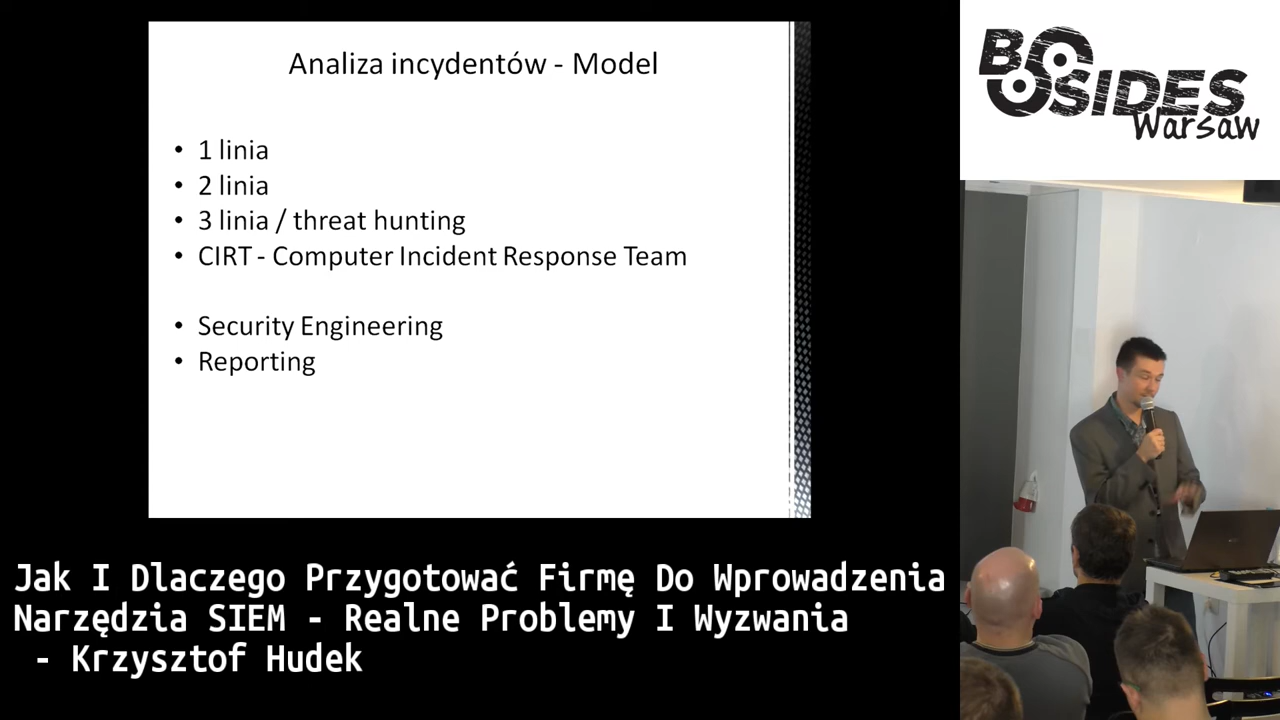 Analiza incydentów - Model
• 1 linia
• 2 linia
• 3 linia / threat hunting
• CIRT - Computer Incident Response Team
• Security Engineering
• Reporting
BSIDES
Warsaw
Jak I Dlaczego Przygotować Firmę Do Wprowadzenia
Narzędzia SIEM - Realne Problemy I Wyzwania
- Krzysztof Hudek